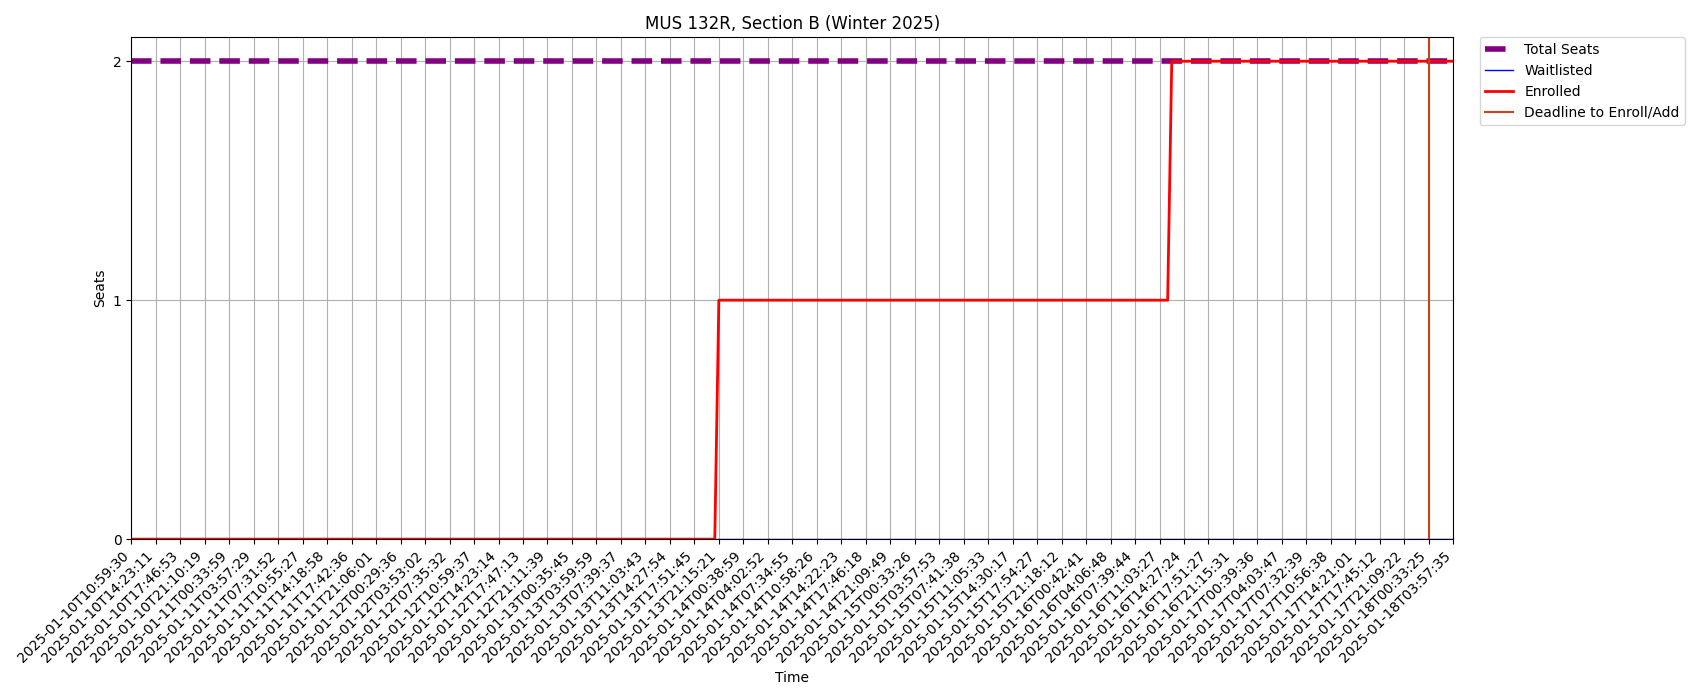 MUS 132R, Section B (Winter 2025)
Total Seats
Waitlisted
Enrolled
Deadline to Enroll/Add
Seats
2
1
0
2025-01-10T10:59:30
2025-01-10T14:23:11
2025-01-10T17:46:53
2025-01-10T21:10:19
2025-01-11T00:33:59
2025-01-11T03:57:29
2025-01-11T07:31:52
2025-01-11T10:55:27
2025-01-11T14:18:58
2025-01-11T17:42:36
2025-01-11T21:06:01
2025-01-12T00:29:36
2025-01-12T03:53:02
2025-01-12T07:35:32
2025-01-12T10:59:37
2025-01-12T14:23:14
2025-01-12T17:47:13
2025-01-12T21:11:39
2025-01-13T00:35:45
2025-01-13T03:59:59
2025-01-13T07:39:37
2025-01-13T11:03:43
2025-01-13T14:27:54
2025-01-13T17:51:45
2025-01-13T21:15:21
2025-01-14T00:38:59
2025-01-14T04:02:52
2025-01-14T07:34:55
2025-01-14T10:58:26
2025-01-14T14:22:23
2025-01-14T17:46:18
2025-01-14T21:09:49
2025-01-15T00:33:26
2025-01-15T03:57:53
2025-01-15T07:41:38
2025-01-15T11:05:33
2025-01-15T14:30:17
2025-01-15T17:54:27
2025-01-15T21:18:12
2025-01-16T00:42:41
2025-01-16T04:06:48
2025-01-16T07:39:44
2025-01-16T11:03:27
2025-01-16T14:27:24
2025-01-16T17:51:27
2025-01-16T21:15:31
2025-01-17T00:39:36
2025-01-17T04:03:47
2025-01-17T07:32:39
2025-01-17T10:56:38
2025-01-17T14:21:01
2025-01-17T17:45:12
2025-01-17T21:09:22
2025-01-18T00:33:25
2025-01-18T03:57:35
Time